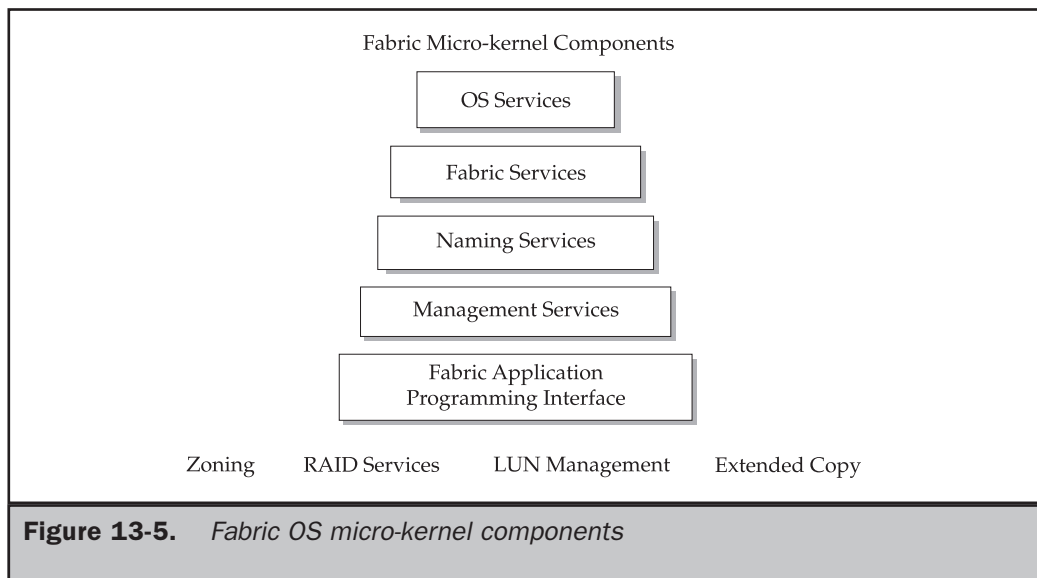 Fabric Micro-kernel Components
OS Services
Fabric Services
Naming Services
Management Services
Fabric Application
Programming Interface
Zoning RAID Services LUN Management Extended Copy
Figure 13-5. Fabric OS micro-kernel components